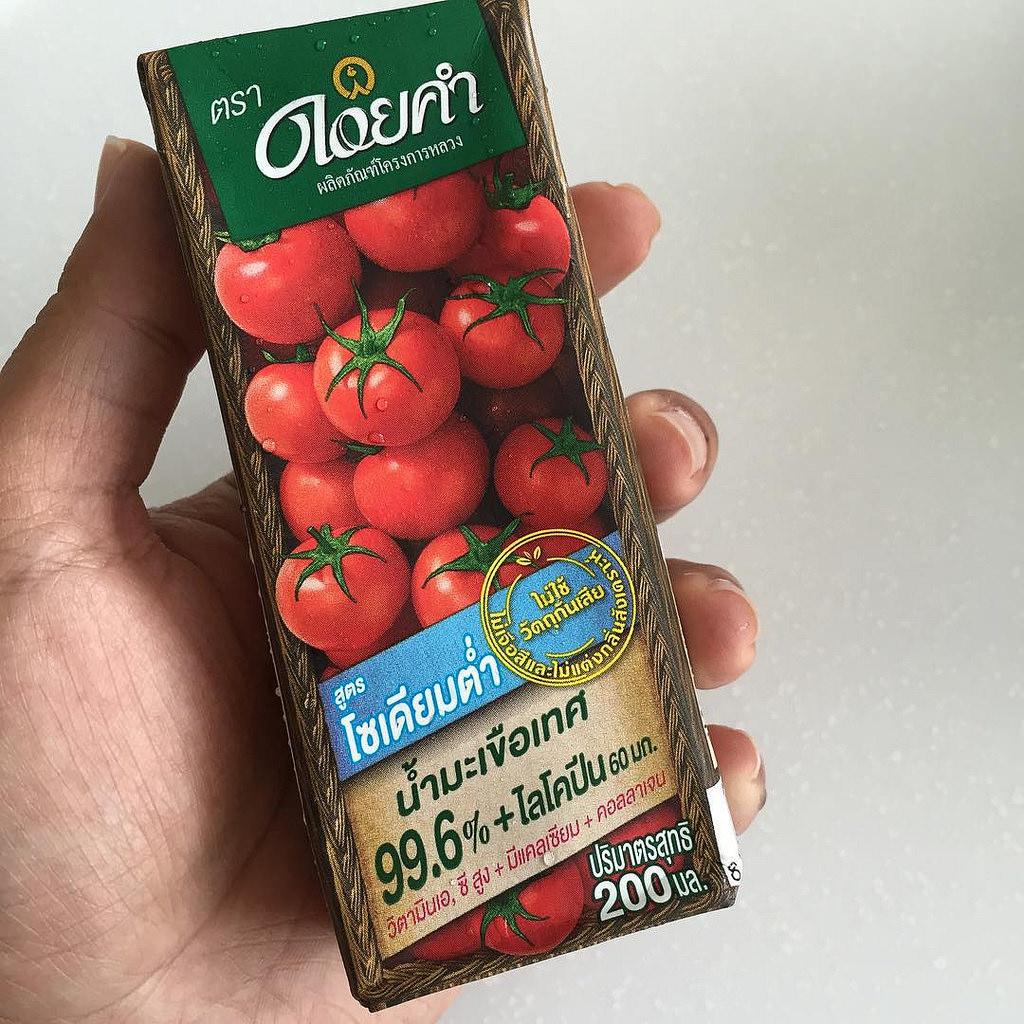 ตรา
ดอยคำ
ผลิตภัณฑ์โครงการหลวง
ไม่ใช้
วัตถุกันเสีย
ไม่เจือสีและไม่แต่งกลิ่นสังเคราะห์
สูตร
โซเดียมต่ำ
น้ำมะเขือเทศ
99.6% + ไลโคปีน 60 มก.
วิตามินเอ, ซี สูง + มีแคลเซียม + คอลลาเจน
ปริมาตรสุทธิ
200 มล.